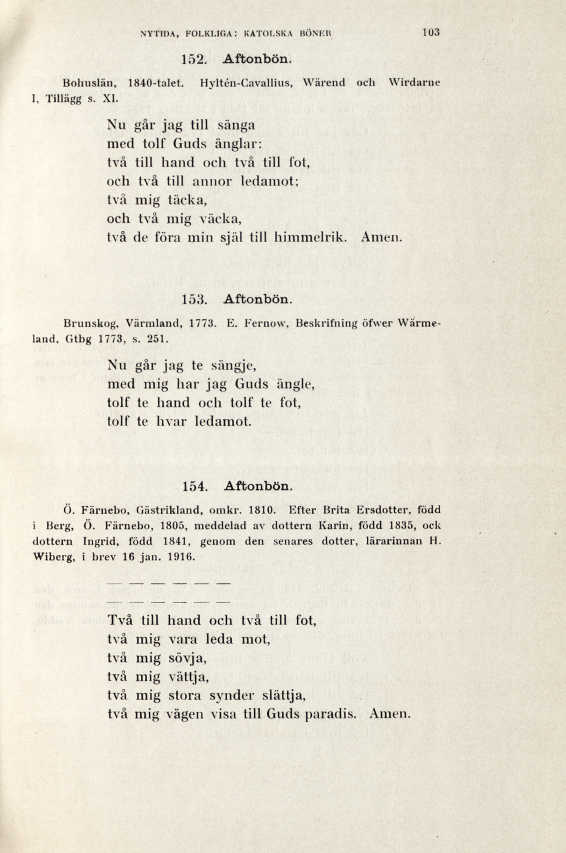 NYTIDA, FOLKLIGA: KATOLSKA BÖNER 103
152. Aftonbön.
Bohuslän, 1840-talet. Hyltén-Cavallius, Wärend och Wirdarne
I, Tillägg s. XI.
Nu går jag till sänga
med tolf Guds änglar:
två till hand och två till fot,
och två till annor ledamot;
två mig täcka,
och två mig väcka,
två de föra min själ till himmelrik. Amen.
153. Aftonbön.
Brunskog, Värmland, 1773. E. Fernow, Beskrifning öfwer Wärme-
land, Gtbg 1773, s. 251.
Nu går jag te sängje,
med mig har jag Guds ängle,
tolf te hand och tolf te fot,
tolf te hvar ledamot.
154. Aftonbön.
Ö. Färnebo, Gästrikland, omkr. 1810. Efter Brita Ersdotter, född
i Berg, Ö. Färnebo, 1805, meddelad av dottern Karin, född 1835, ock
dottern Ingrid, född 1841, genom den senares dotter, lärarinnan H.
Wiberg, i brev 16 jan. 1916.
— — — — — —
— — — — — —
Två till hand och två till fot,
två mig vara leda mot,
två mig sövja,
två mig vättja,
två mig stora synder slättja,
två mig vägen visa till Guds paradis. Amen.